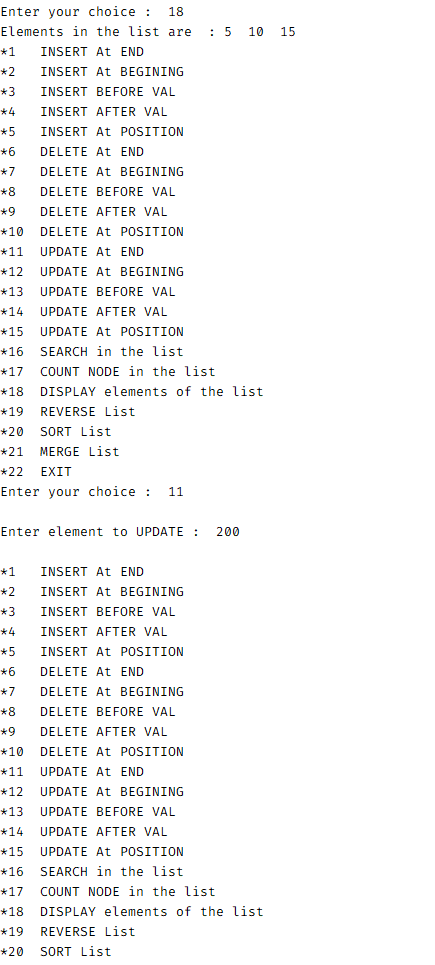 Enter your choice :  18
Elements in the list are  : 5  10  15
*1   INSERT At END
*2   INSERT At BEGINING
*3   INSERT BEFORE VAL
*4   INSERT AFTER VAL
*5   INSERT At POSITION
*6   DELETE At END
*7   DELETE At BEGINING
*8   DELETE BEFORE VAL
*9   DELETE AFTER VAL
*10  DELETE At POSITION
*11  UPDATE At END
*12  UPDATE At BEGINING
*13  UPDATE BEFORE VAL
*14  UPDATE AFTER VAL
*15  UPDATE At POSITION
*16  SEARCH in the list
*17  COUNT NODE in the list
*18  DISPLAY elements of the list
*19  REVERSE List
*20  SORT List
*21  MERGE List
*22  EXIT
Enter your choice :  11
Enter element to UPDATE :  200
*1   INSERT At END
*2   INSERT At BEGINING
*3   INSERT BEFORE VAL
*4   INSERT AFTER VAL
*5   INSERT At POSITION
*6   DELETE At END
*7   DELETE At BEGINING
*8   DELETE BEFORE VAL
*9   DELETE AFTER VAL
*10  DELETE At POSITION
*11  UPDATE At END
*12  UPDATE At BEGINING
*13  UPDATE BEFORE VAL
*14  UPDATE AFTER VAL
*15  UPDATE At POSITION
*16  SEARCH in the list
*17  COUNT NODE in the list
*18  DISPLAY elements of the list
*19  REVERSE List
*20  SORT List